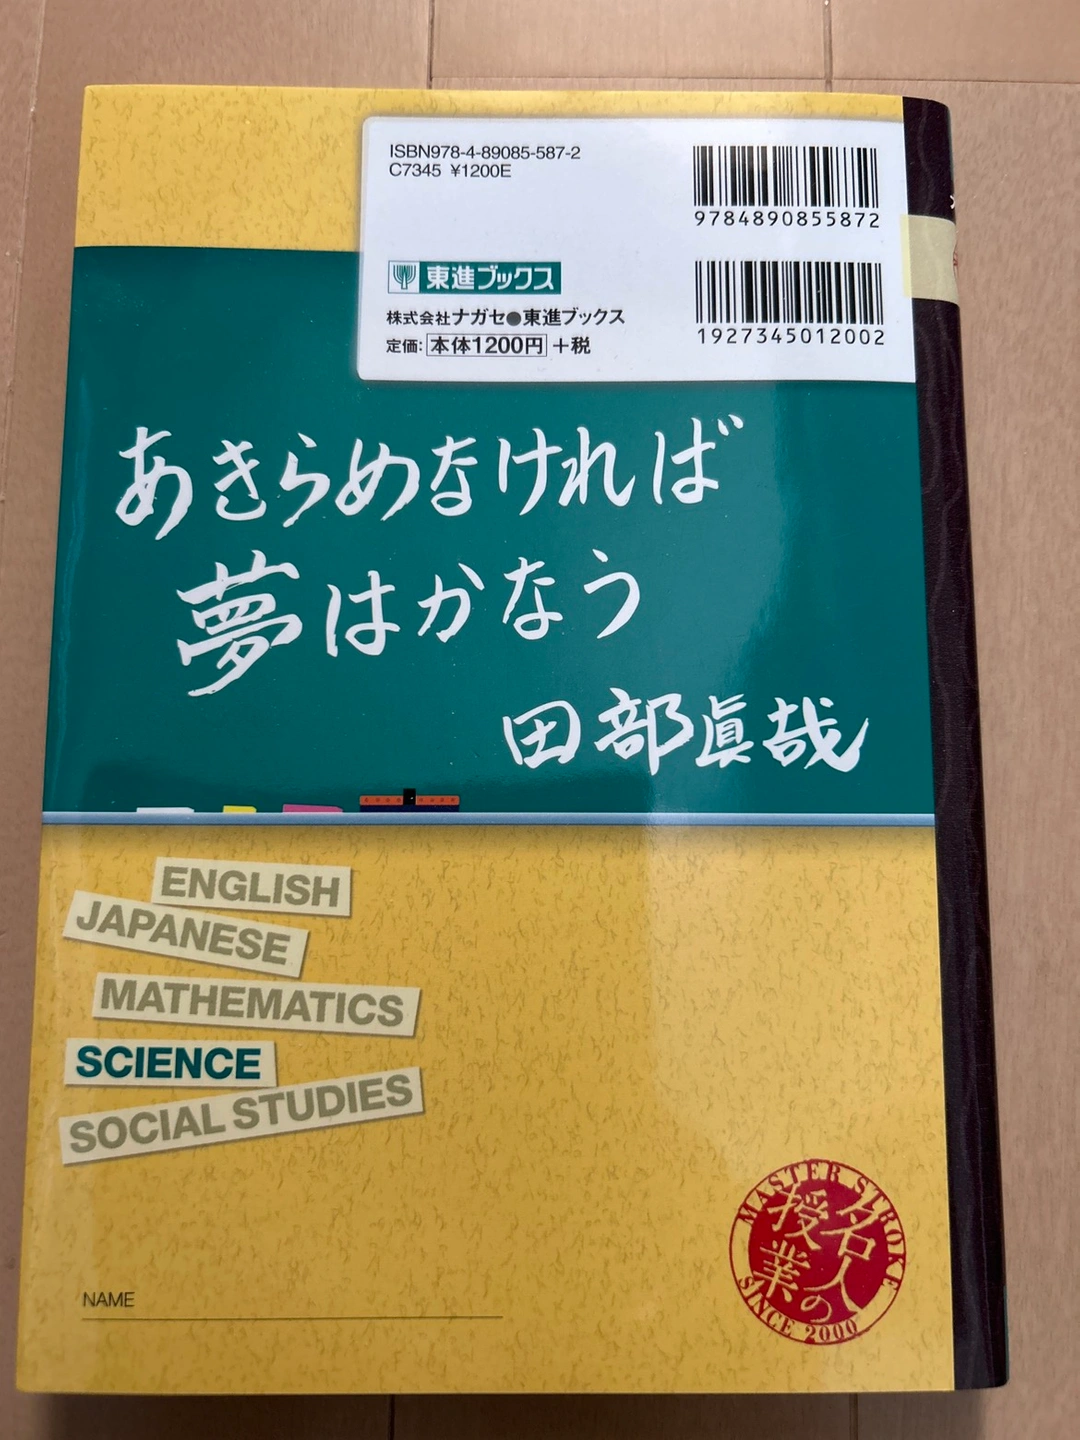 ISBN978-4-89085-587-2
C7345 ¥1200E
9784890855872
東進ブックス
株式会社ナガセ●東進ブックス
定価:本体1200円+税
1927345012002
あきらめなければ
夢はかなう
田部眞哉
ENGLISH
JAPANESE
MATHEMATICS
SCIENCE
SOCIAL STUDIES
NAME
MASTER STROKE
名人の
授業
SINCE 2000